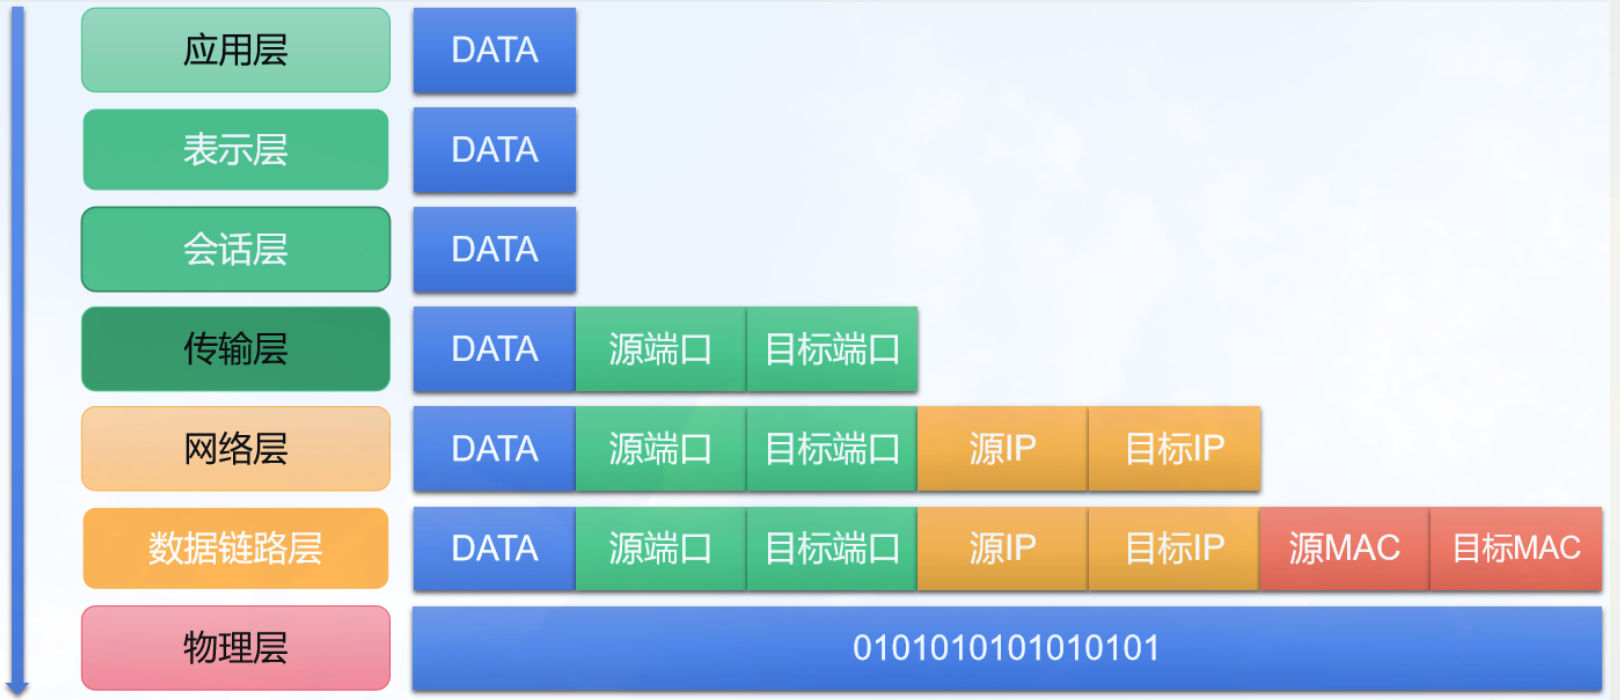 应用层 DATA
表示层 DATA
会话层 DATA
传输层 DATA 源端口 目标端口
网络层 DATA 源端口 目标端口 源IP 目标IP
数据链路层 DATA 源端口 目标端口 源IP 目标IP 源MAC 目标MAC
物理层 0101010101010101